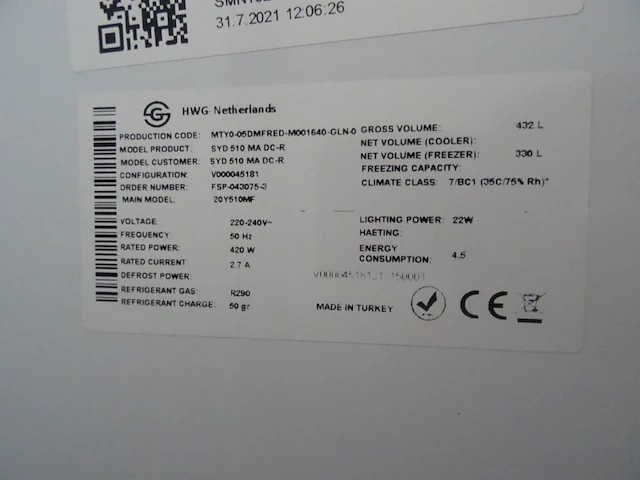 31.7.2021 12:06:26
HWG Netherlands
PRODUCTION CODE: MTY0-05DMFRED-M001640-GLN-0
MODEL PRODUCT: SYD 510 MA DC-R
MODEL CUSTOMER: SYD 510 MA DC-R
CONFIGURATION: V000045181
ORDER NUMBER: FSP-043075-3
MAIN MODEL: 20Y510MF
GROSS VOLUME: 432 L
NET VOLUME (COOLER):
NET VOLUME (FREEZER): 330 L
FREEZING CAPACITY:
CLIMATE CLASS: 7/BC1 (35C/75% Rh)*
VOLTAGE: 220-240V~
FREQUENCY: 50 Hz
RATED POWER: 420 W
RATED CURRENT 2.7 A
DEFROST POWER:
REFRIGERANT GAS: R290
REFRIGERANT CHARGE: 50 gr
LIGHTING POWER: 22W
HAETING:
ENERGY
CONSUMPTION: 4.5
MADE IN TURKEY
CE